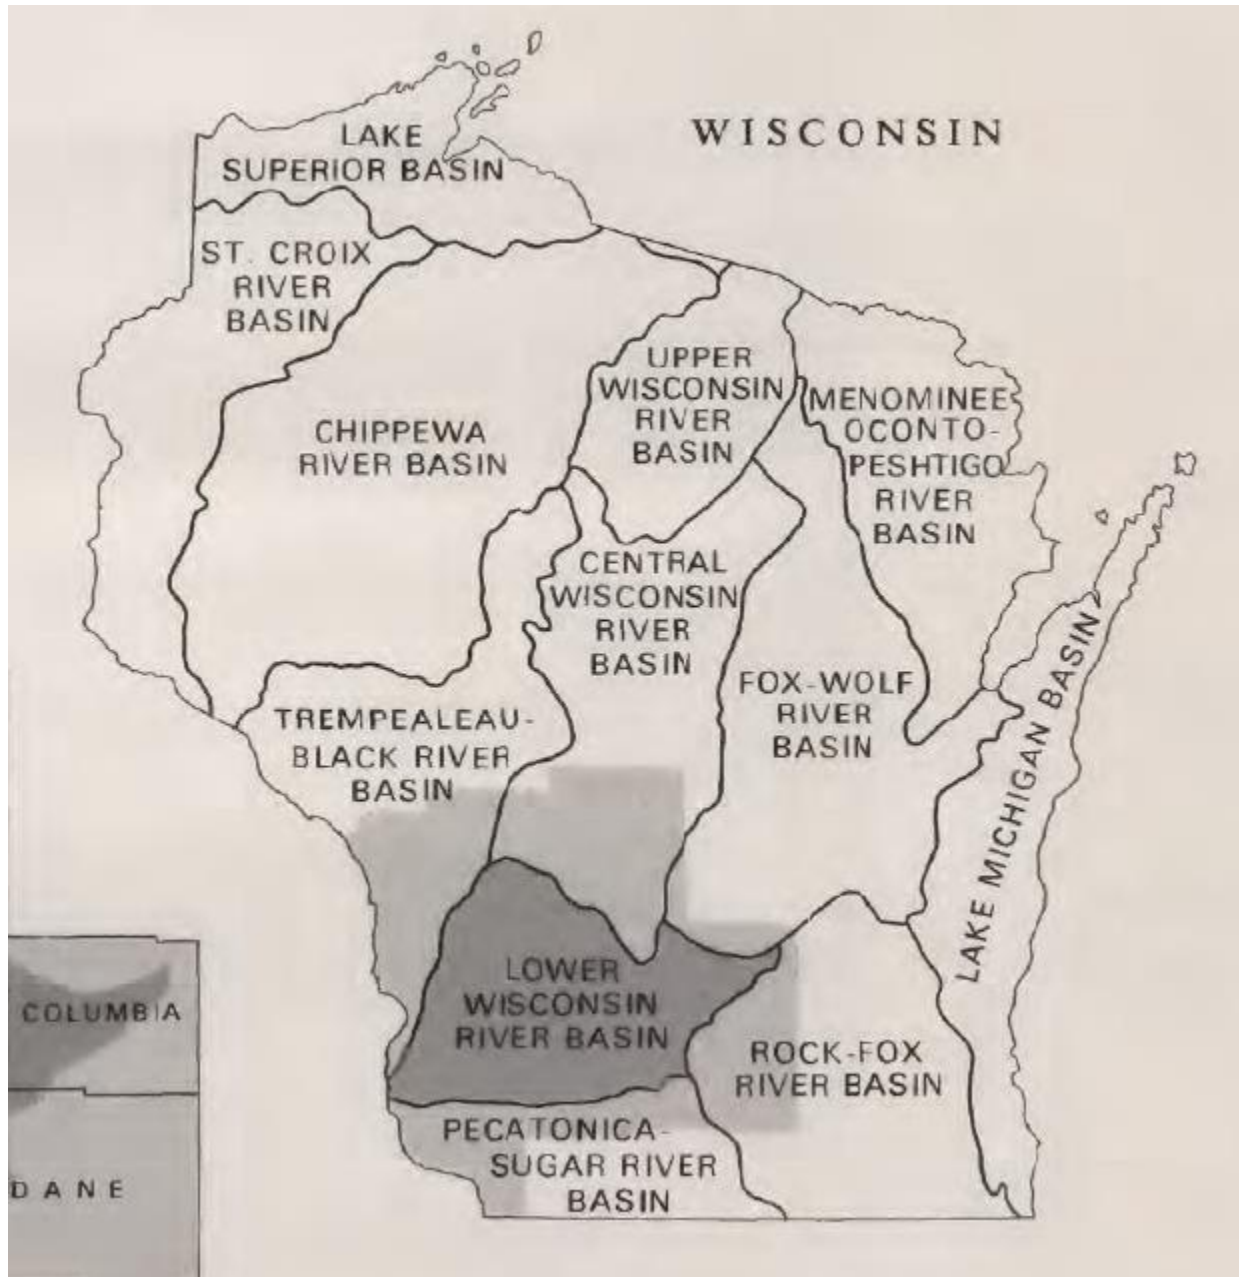 WISCONSIN
LAKE
SUPERIOR BASIN
ST. CROIX
RIVER
BASIN
UPPER
WISCONSIN
RIVER
BASIN
MENOMINEE-
OCONTO-
PESHTIGO
RIVER
BASIN
CHIPPEWA
RIVER BASIN
CENTRAL
WISCONSIN
RIVER
BASIN
FOX-WOLF
RIVER
BASIN
TREMPEALEAU-
BLACK RIVER
BASIN
LAKE MICHIGAN BASIN
LOWER
WISCONSIN
RIVER BASIN
ROCK-FOX
RIVER BASIN
PECATONICA-
SUGAR RIVER
BASIN
COLUMBIA
DANE